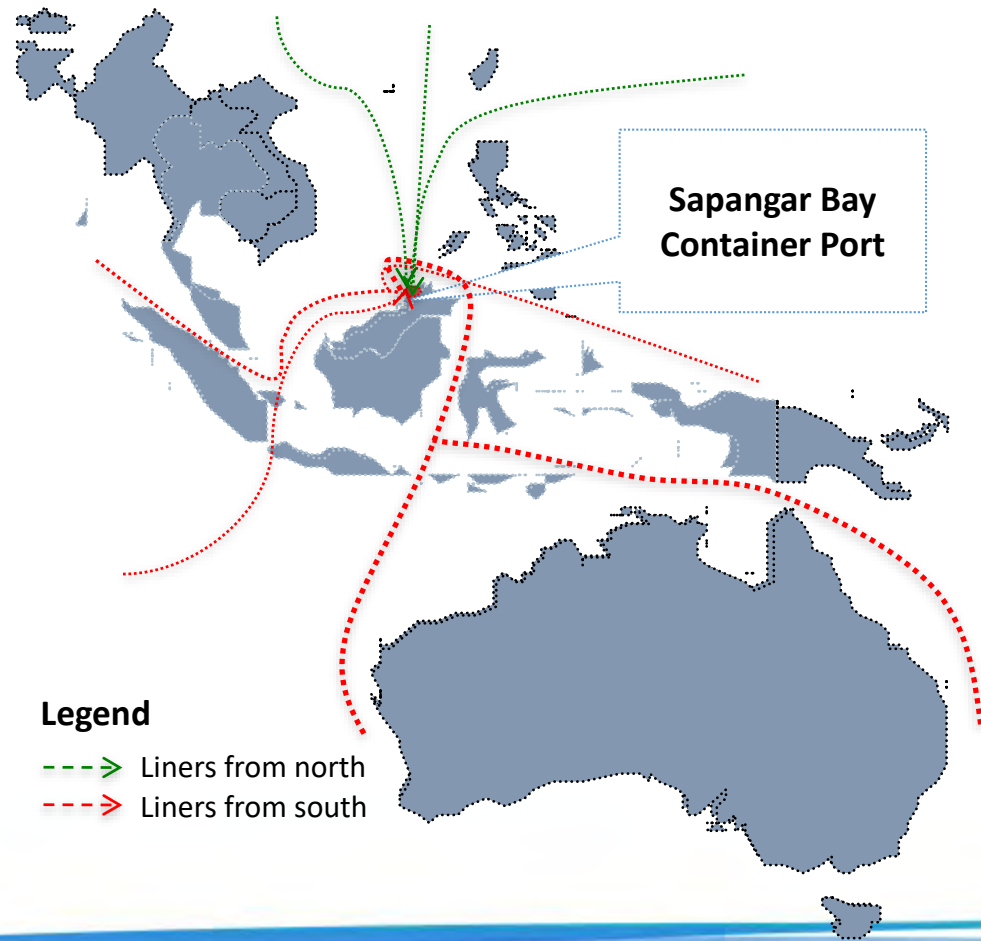 Sapangar Bay
Container Port
Legend
Liners from north
Liners from south